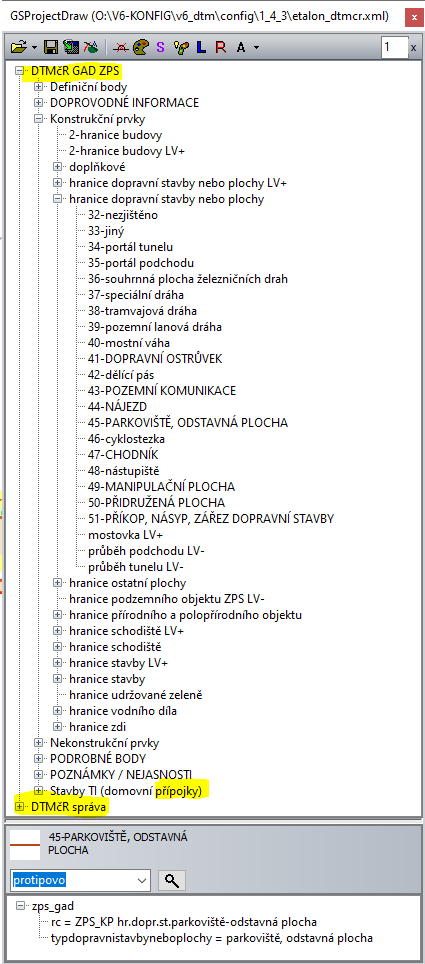 GSProjectDraw (O:\V6-KONFIG\v6_dtm\config\1_4_3\etalon_dtmcr.xml)
x
S L R A 1 x
DTMčR GAD ZPS
Definiční body
DOPROVODNÉ INFORMACE
Konstrukční prvky
2-hranice budovy
2-hranice budovy LV+
doplňkové
hranice dopravní stavby nebo plochy LV+
hranice dopravní stavby nebo plochy
32-nezjištěno
33-jiný
34-portál tunelu
35-portál podchodu
36-souhrnná plocha železničních drah
37-speciální dráha
38-tramvajová dráha
39-pozemní lanová dráha
40-mostní váha
41-DOPRAVNÍ OSTRŮVEK
42-dělící pás
43-POZEMNÍ KOMUNIKACE
44-NÁJEZD
45-PARKOVIŠTĚ, ODSTAVNÁ PLOCHA
46-cyklostezka
47-CHODNÍK
48-nástupiště
49-MANIPULAČNÍ PLOCHA
50-PŘIDRUŽENÁ PLOCHA
51-PŘÍKOP, NÁSYP, ZÁŘEZ DOPRAVNÍ STAVBY
mostovka LV+
průběh podchodu LV-
průběh tunelu LV-
hranice ostatní plochy
hranice podzemního objektu ZPS LV-
hranice přírodního a polopřírodního objektu
hranice schodiště LV+
hranice schodiště
hranice stavby LV+
hranice stavby
hranice udržované zeleně
hranice vodního díla
hranice zdi
Nekonstrukční prvky
PODROBNÉ BODY
POZNÁMKY / NEJASNOSTI
Stavby TI (domovní přípojky)
DTMčR správa
45-PARKOVIŠTĚ, ODSTAVNÁ
PLOCHA
protipovo
zps_gad
rc = ZPS_KP hr.dopr.st.parkoviště-odstavná plocha
typdopravnistavbyneboplochy = parkoviště, odstavná plocha